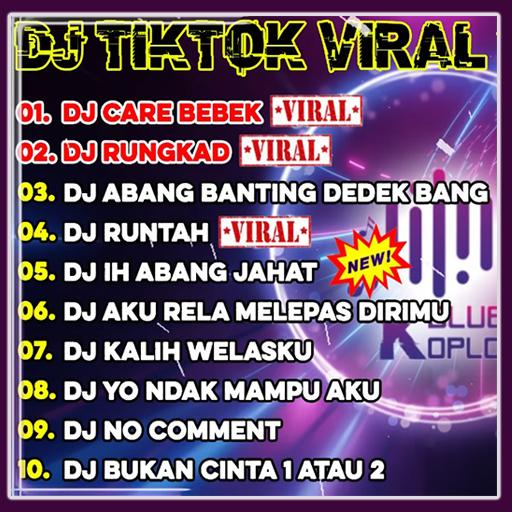 DJ TIKTOK VIRAL
01. DJ CARE BEBEK *VIRAL*
02. DJ RUNGKAD *VIRAL*
03. DJ ABANG BANTING DEDEK BANG
04. DJ RUNTAH *VIRAL*
05. DJ IH ABANG JAHAT NEW!
06. DJ AKU RELA MELEPAS DIRIMU
07. DJ KALIH WELASKU
08. DJ YO NDAK MAMPU AKU
09. DJ NO COMMENT
10. DJ BUKAN CINTA 1 ATAU 2